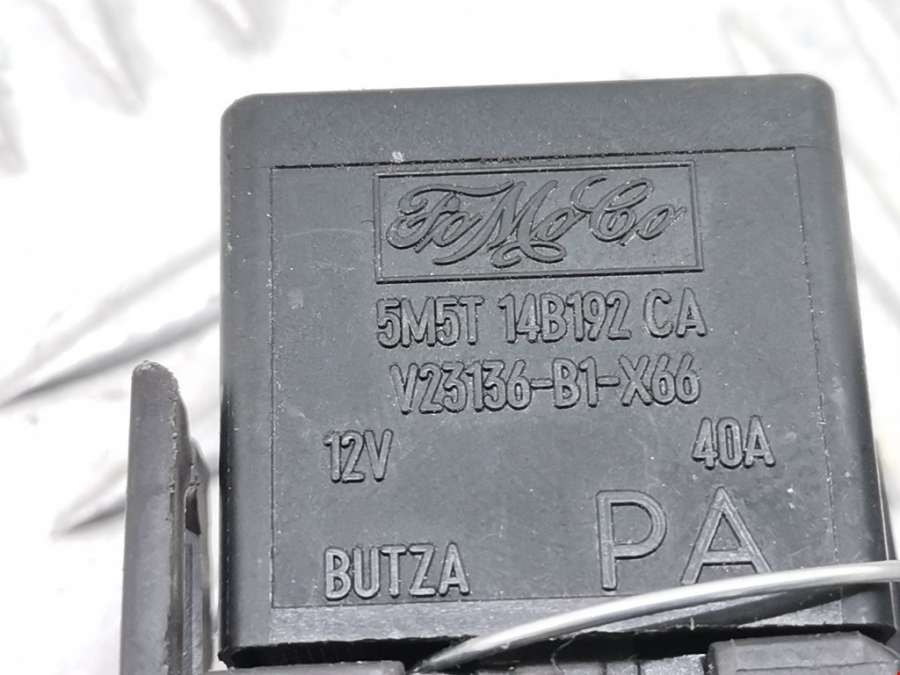 FoMoCo
5M5T 14B192 CA
V23136-B1-X66
12V 40A
BUTZA PA